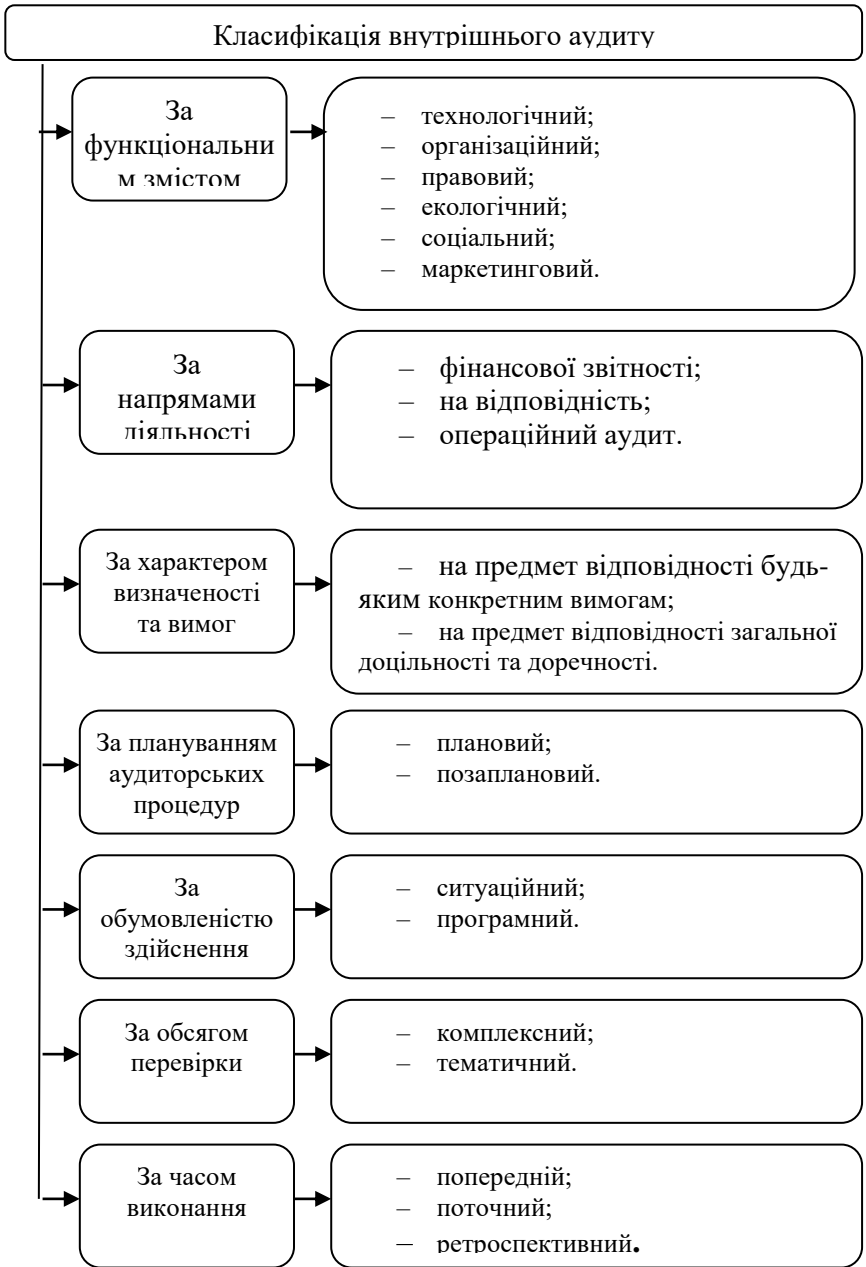 Класифікація внутрішнього аудиту
За
функціональни
м змістом
– технологічний;
– організаційний;
– правовий;
– екологічний;
– соціальний;
– маркетинговий.
За
напрямами
діяльності
– фінансової звітності;
– на відповідність;
– операційний аудит.
За характером
визначеності
та вимог
– на предмет відповідності будь-
яким конкретним вимогам;
– на предмет відповідності загальної
доцільності та доречності.
За плануванням
аудиторських
процедур
– плановий;
– позаплановий.
За
обумовленістю
здійснення
– ситуаційний;
– програмний.
За обсягом
перевірки
– комплексний;
– тематичний.
За часом
виконання
– попередній;
– поточний;
– ретроспективний.